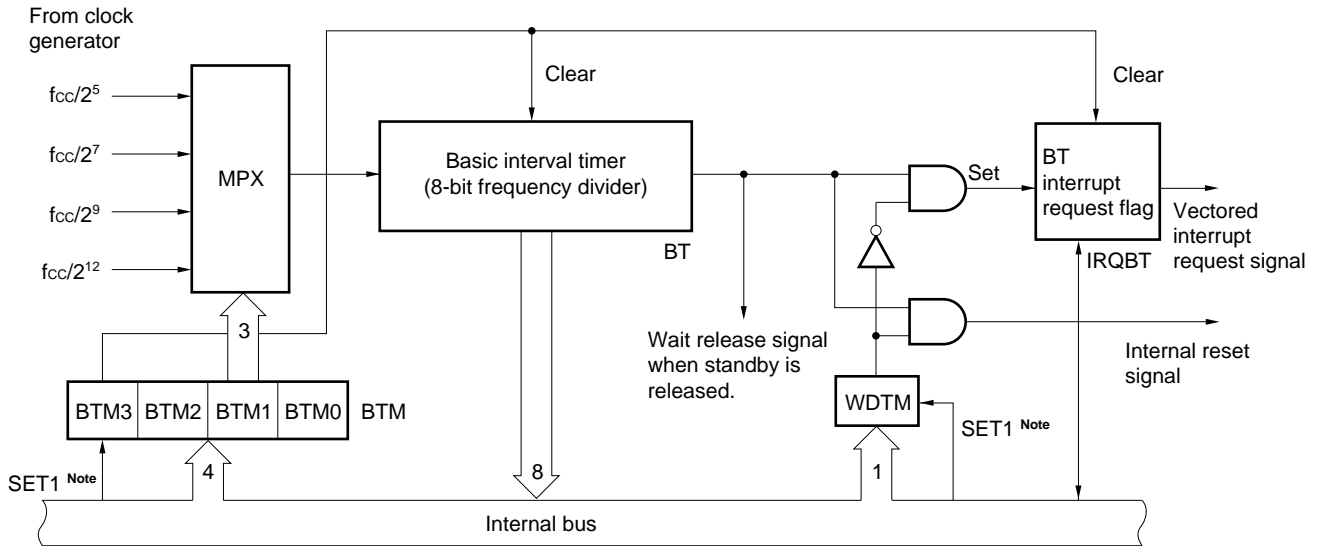 From clock
generator
fCC/2^5
fCC/2^7
fCC/2^9
fCC/2^12
MPX
Clear
Basic interval timer
(8-bit frequency divider)
BT
Wait release signal
when standby is
released.
Set
Clear
BT
interrupt
request flag
IRQBT
Vectored
interrupt
request signal
Internal reset
signal
3
BTM3 BTM2 BTM1 BTM0 BTM
WDTM
SET1 Note
4
8
1
SET1 Note
Internal bus